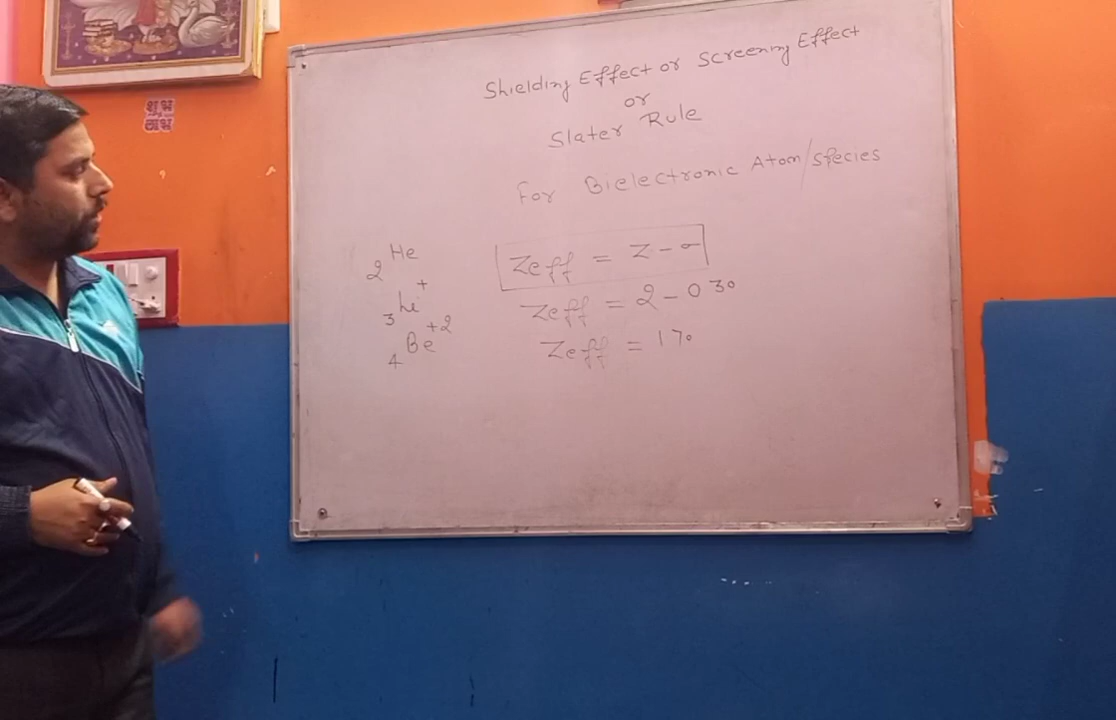 शुभ
लाभ
Shielding Effect or Screening Effect
or
Slater Rule
For Bielectronic Atom/Species
2He
3Li+
4Be+2
Zeff = Z-σ
Zeff = 2-0.30
Zeff = 1.70